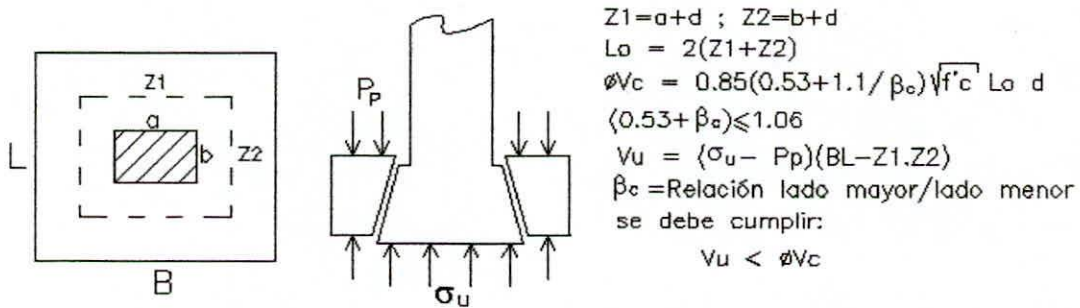 Z1
a
b
Z2
L
B
Pp
σu
Z1=a+d ; Z2=b+d
Lo = 2(Z1+Z2)
øVc = 0.85(0.53+1.1/βc)√f'c Lo d
(0.53+βc)≤1.06
Vu = (σu− Pp)(BL−Z1.Z2)
βc=Relación lado mayor/lado menor
se debe cumplir:
Vu < øVc